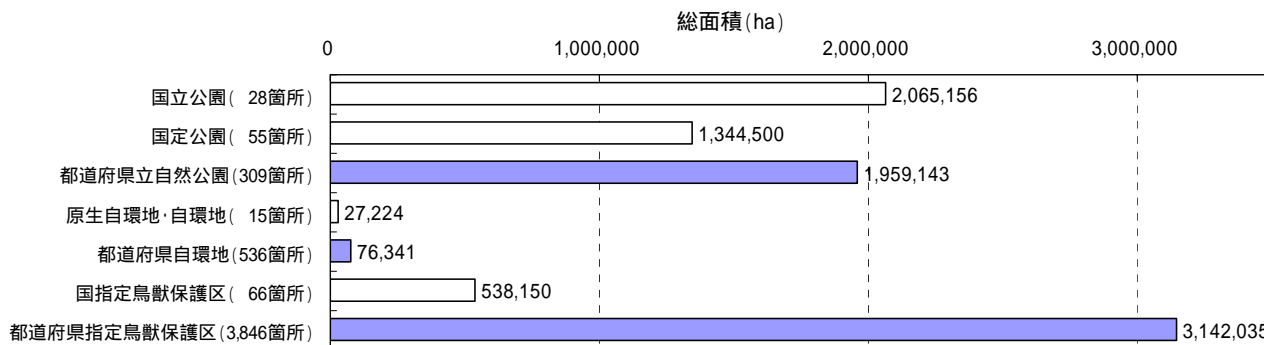 総面積(ha)
0 1,000,000 2,000,000 3,000,000
国立公園( 28箇所) 2,065,156
国定公園( 55箇所) 1,344,500
都道府県立自然公園(309箇所) 1,959,143
原生自環地·自環地( 15箇所) 27,224
都道府県自環地(536箇所) 76,341
国指定鳥獣保護区( 66箇所) 538,150
都道府県指定鳥獣保護区(3,846箇所) 3,142,035